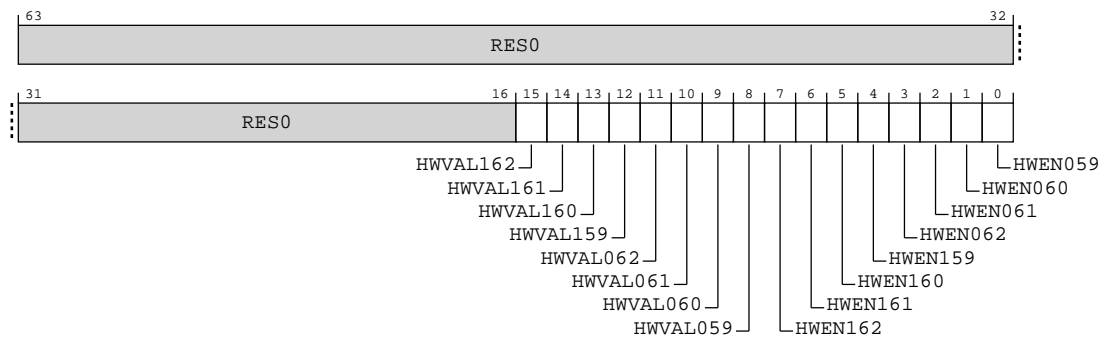 63 32
RES0
31 16 15 14 13 12 11 10 9 8 7 6 5 4 3 2 1 0
RES0
HWVAL162 HWEN059
HWVAL161 HWEN060
HWVAL160 HWEN061
HWVAL159 HWEN062
HWVAL062 HWEN159
HWVAL061 HWEN160
HWVAL060 HWEN161
HWVAL059 HWEN162